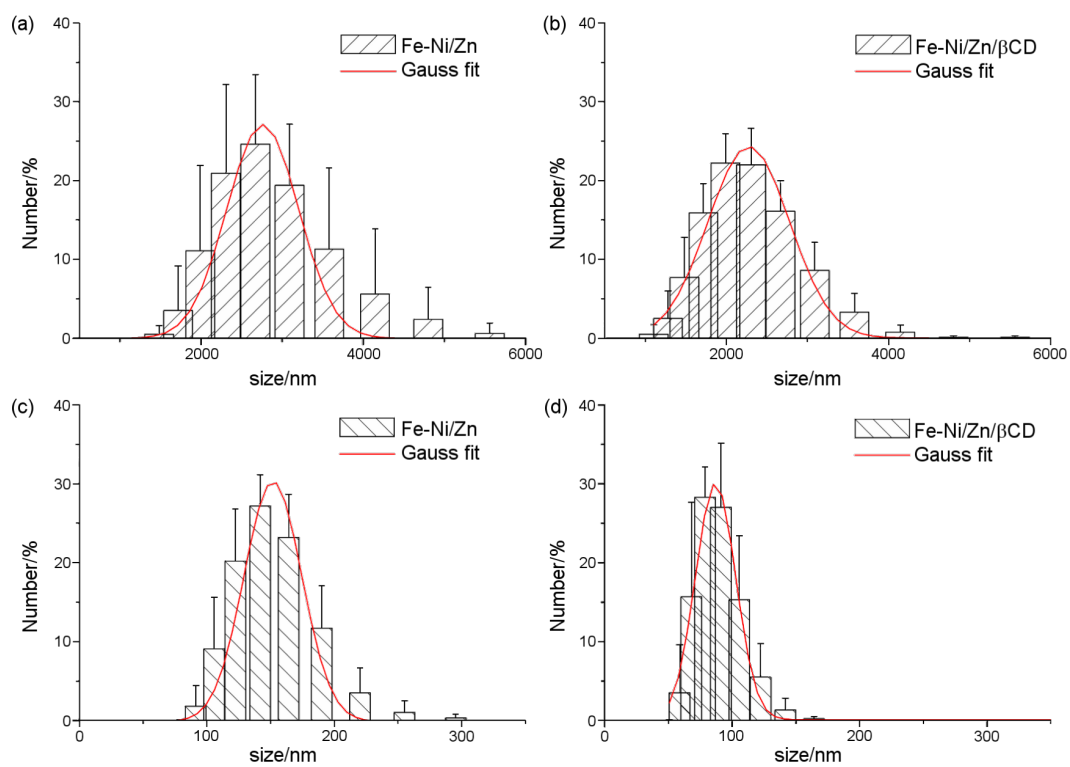 (a)
40
30
20
10
0
Number/%
Fe-Ni/Zn
Gauss fit
2000
4000
6000
size/nm
(b)
40
30
20
10
0
Number/%
Fe-Ni/Zn/βCD
Gauss fit
0
2000
4000
6000
size/nm
(c)
40
30
20
10
0
Number/%
Fe-Ni/Zn
Gauss fit
0
100
200
300
size/nm
(d)
40
30
20
10
0
Number/%
Fe-Ni/Zn/βCD
Gauss fit
0
100
200
300
size/nm